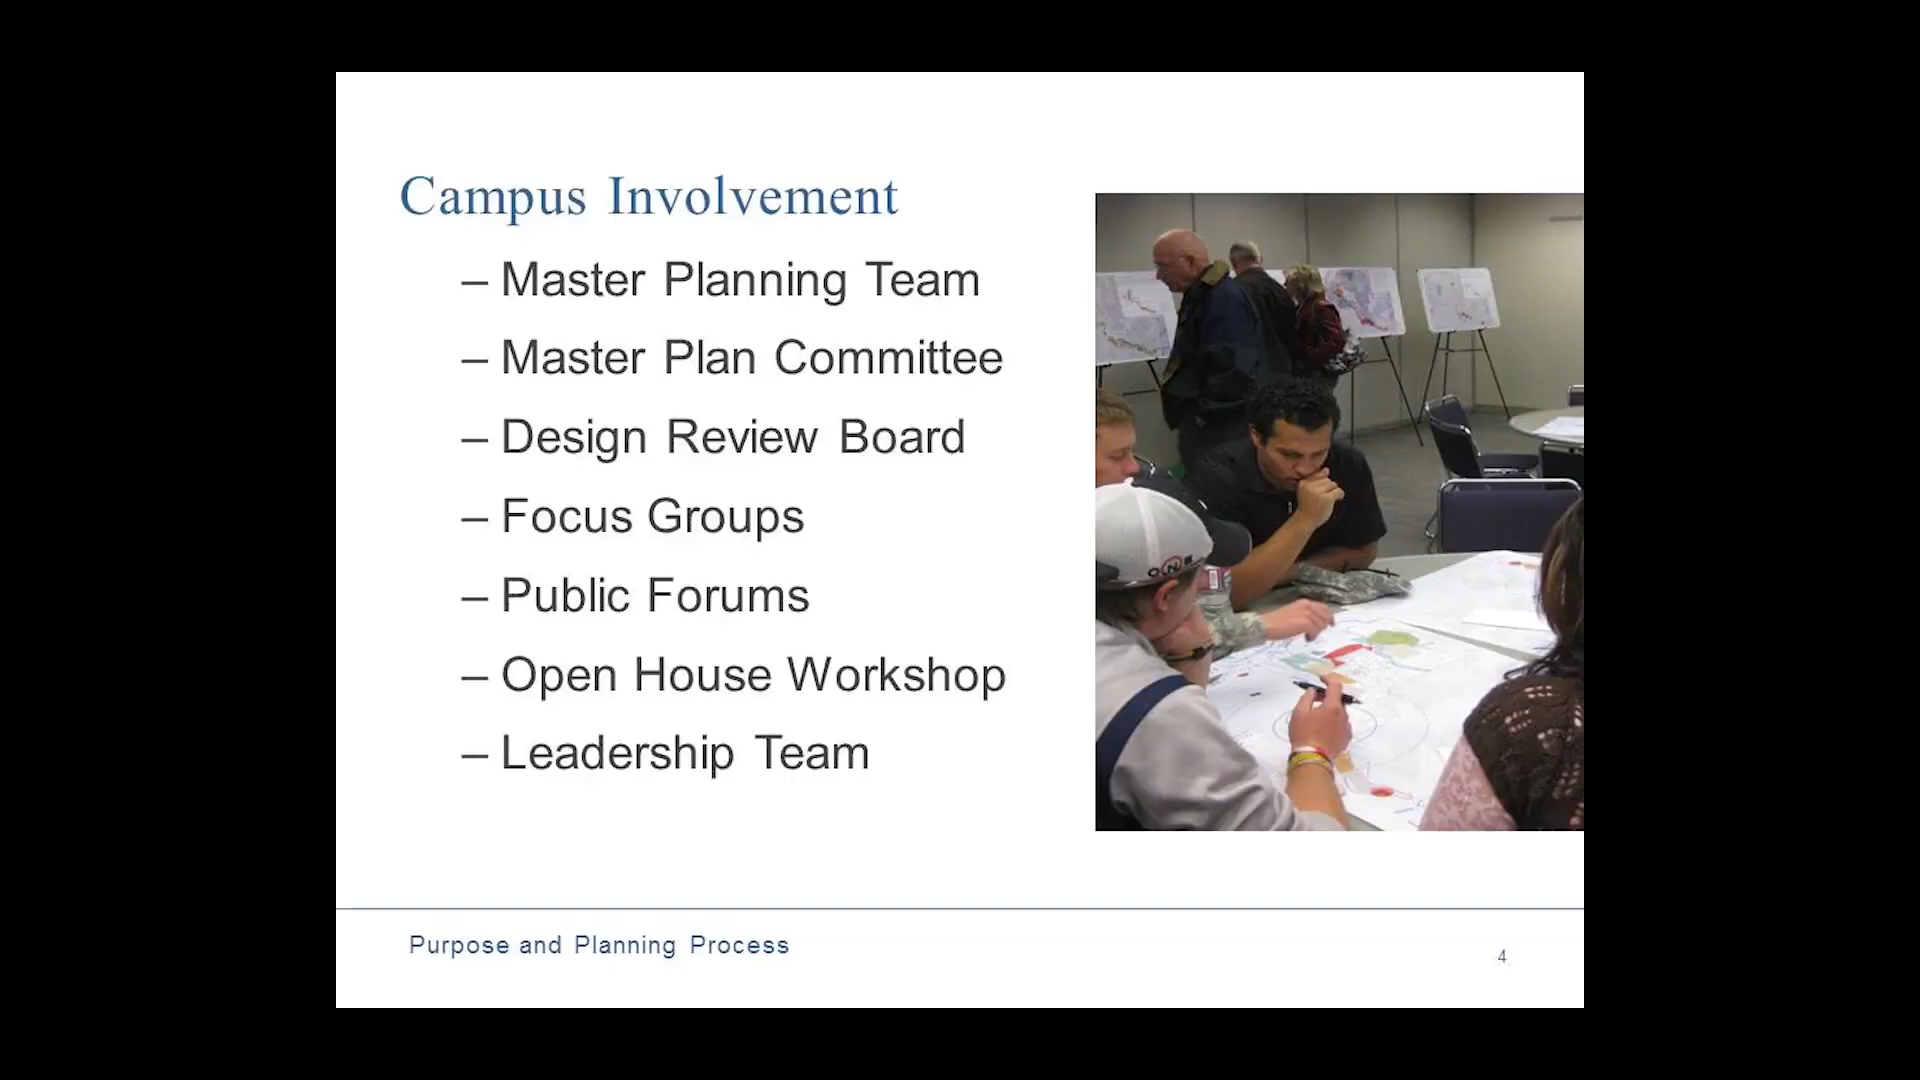 Campus Involvement
– Master Planning Team
– Master Plan Committee
– Design Review Board
– Focus Groups
– Public Forums
– Open House Workshop
– Leadership Team
Purpose and Planning Process
4